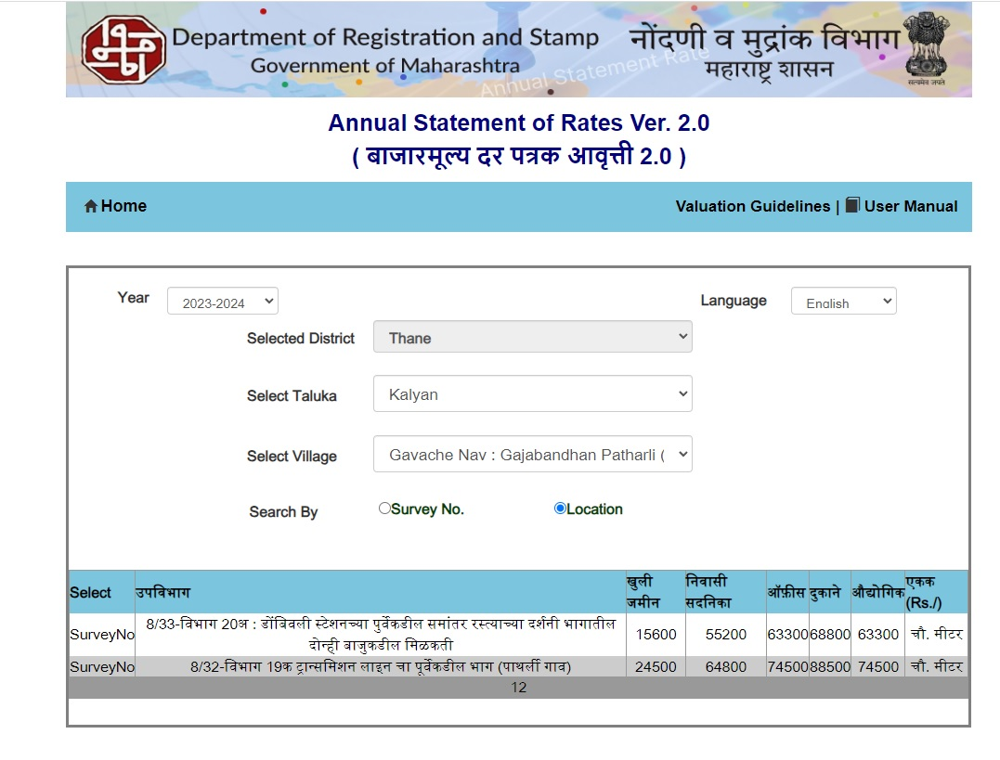 Department of Registration and Stamp
Government of Maharashtra
नोंदणी व मुद्रांक विभाग
महाराष्ट्र शासन
सत्यमेव जयते
Annual Statement Rate
Annual Statement of Rates Ver. 2.0
( बाजारमूल्य दर पत्रक आवृत्ती 2.0 )
Home
Valuation Guidelines | User Manual
Year 2023-2024 Language English
Selected District Thane
Select Taluka Kalyan
Select Village Gavache Nav : Gajabandhan Patharli (
Search By Survey No. Location
Select उपविभाग खुली जमीन निवासी सदनिका ऑफ़ीस दुकाने औद्योगिक एकक (Rs./)
SurveyNo 8/33-विभाग 20अ : डोंबिवली स्टेशनच्या पुर्वेकडील समांतर रस्त्याच्या दर्शनी भागातील दोन्ही बाजुकडील मिळकती 15600 55200 63300 68800 63300 चौ. मीटर
SurveyNo 8/32-विभाग 19क ट्रान्समिशन लाइन चा पूर्वेकडील भाग (पाथर्ली गाव) 24500 64800 74500 88500 74500 चौ. मीटर
12